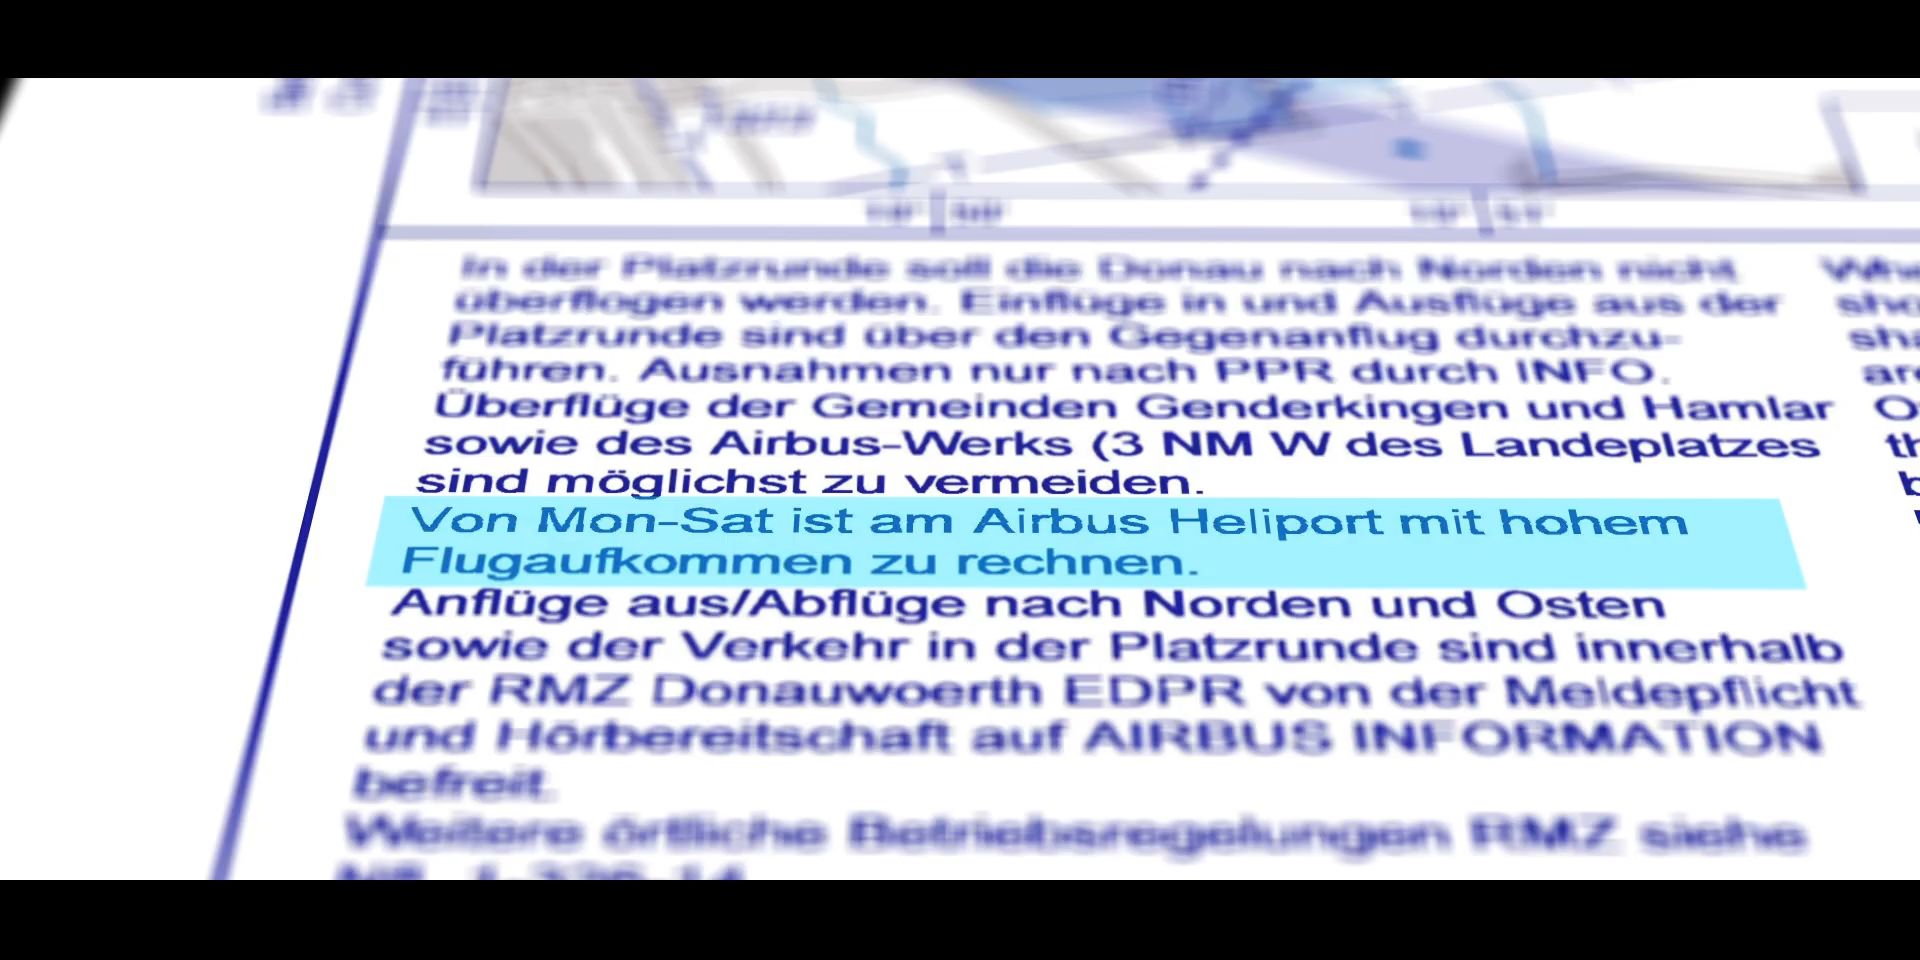 In der Platzrunde soll die Donau nach Norden nicht
überflogen werden. Einflüge in und Ausflüge aus der
Platzrunde sind über den Gegenanflug durchzu-
führen. Ausnahmen nur nach PPR durch INFO.
Überflüge der Gemeinden Genderkingen und Hamlar
sowie des Airbus-Werks (3 NM W des Landeplatzes
sind möglichst zu vermeiden.
Von Mon-Sat ist am Airbus Heliport mit hohem
Flugaufkommen zu rechnen.
Anflüge aus/Abflüge nach Norden und Osten
sowie der Verkehr in der Platzrunde sind innerhalb
der RMZ Donauwoerth EDPR von der Meldepflicht
und Hörbereitschaft auf AIRBUS INFORMATION
befreit.
Weitere örtliche Betriebsregelungen RMZ siehe